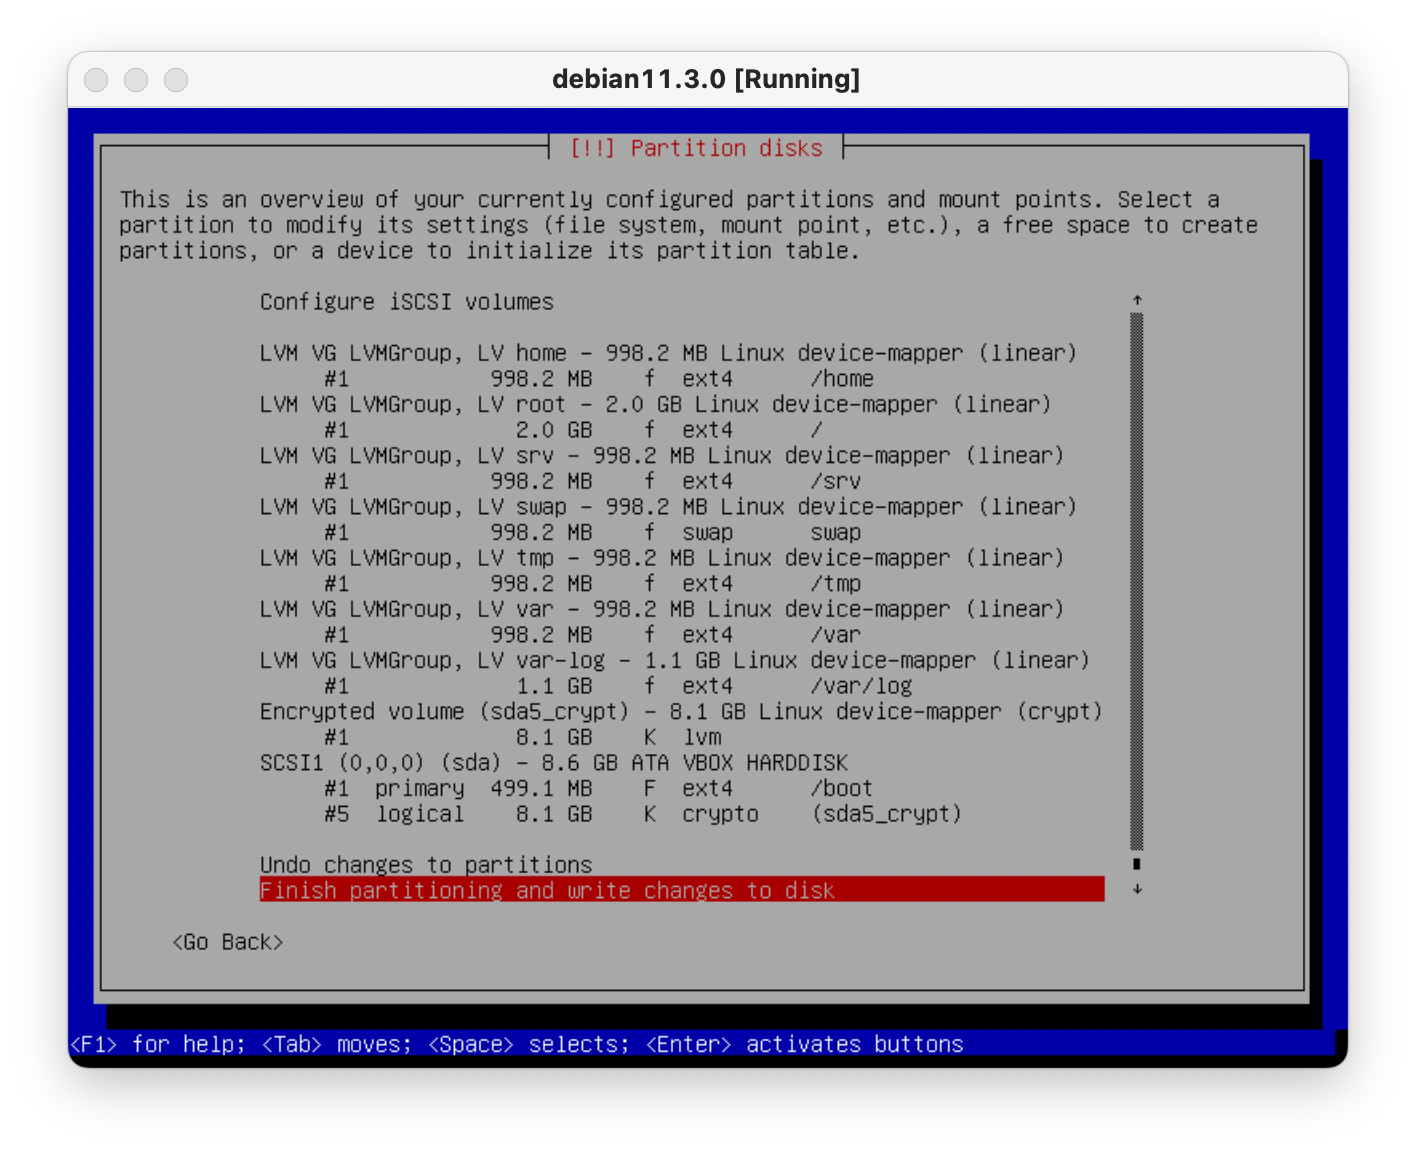 debian11.3.0 [Running]
[!!] Partition disks
This is an overview of your currently configured partitions and mount points. Select a
partition to modify its settings (file system, mount point, etc.), a free space to create
partitions, or a device to initialize its partition table.
Configure iSCSI volumes
LVM VG LVMGroup, LV home - 998.2 MB Linux device-mapper (linear)
#1 998.2 MB f ext4 /home
LVM VG LVMGroup, LV root - 2.0 GB Linux device-mapper (linear)
#1 2.0 GB f ext4 /
LVM VG LVMGroup, LV srv - 998.2 MB Linux device-mapper (linear)
#1 998.2 MB f ext4 /srv
LVM VG LVMGroup, LV swap - 998.2 MB Linux device-mapper (linear)
#1 998.2 MB f swap swap
LVM VG LVMGroup, LV tmp - 998.2 MB Linux device-mapper (linear)
#1 998.2 MB f ext4 /tmp
LVM VG LVMGroup, LV var - 998.2 MB Linux device-mapper (linear)
#1 998.2 MB f ext4 /var
LVM VG LVMGroup, LV var-log - 1.1 GB Linux device-mapper (linear)
#1 1.1 GB f ext4 /var/log
Encrypted volume (sda5_crypt) - 8.1 GB Linux device-mapper (crypt)
#1 8.1 GB K lvm
SCSI1 (0,0,0) (sda) - 8.6 GB ATA VBOX HARDDISK
#1 primary 499.1 MB F ext4 /boot
#5 logical 8.1 GB K crypto (sda5_crypt)
Undo changes to partitions
Finish partitioning and write changes to disk
<Go Back>
<F1> for help; <Tab> moves; <Space> selects; <Enter> activates buttons